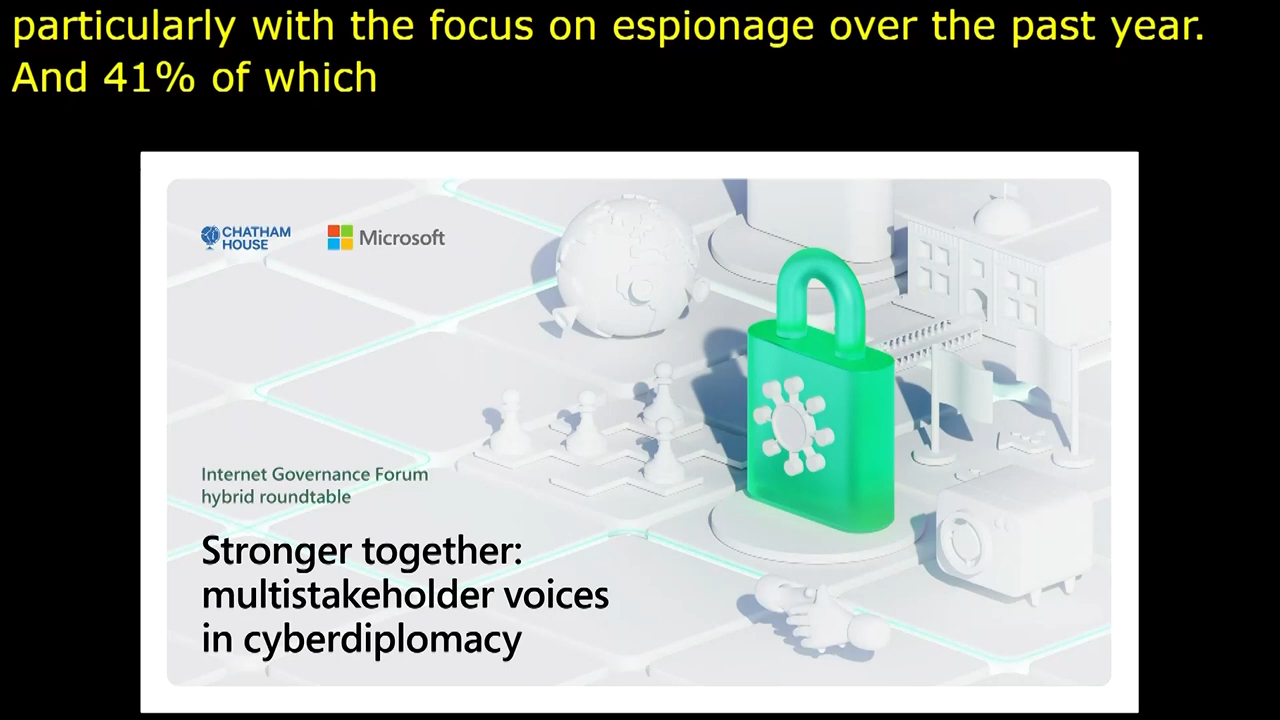 particularly with the focus on espionage over the past year.
And 41% of which
CHATHAM
HOUSE
Microsoft
Internet Governance Forum
hybrid roundtable
Stronger together:
multistakeholder voices
in cyberdiplomacy